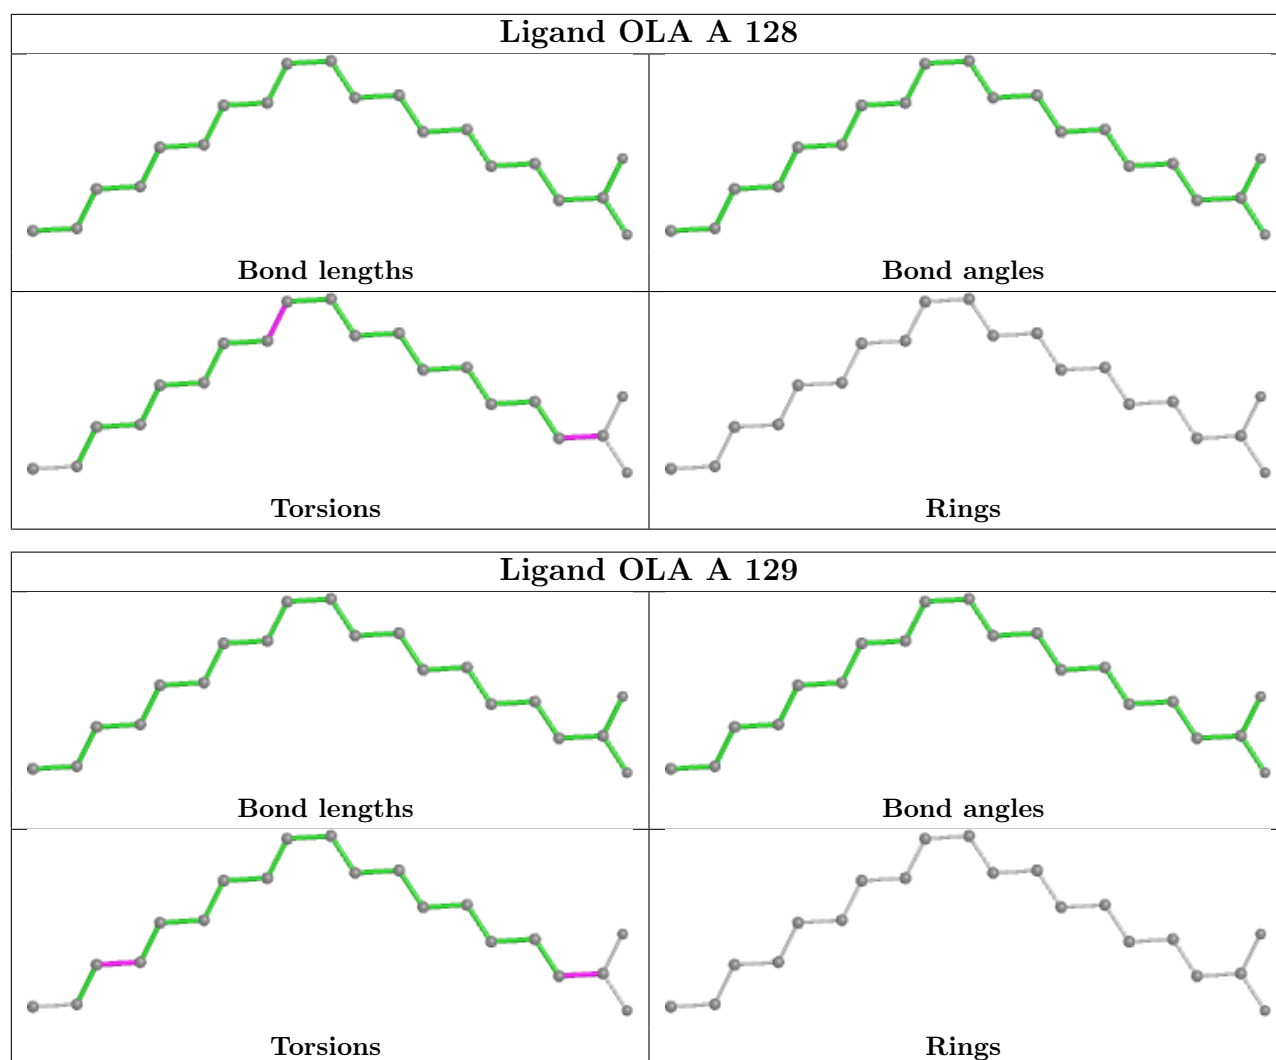 Ligand OLA A 128
Bond lengths
Bond angles
Torsions
Rings
Ligand OLA A 129
Bond lengths
Bond angles
Torsions
Rings